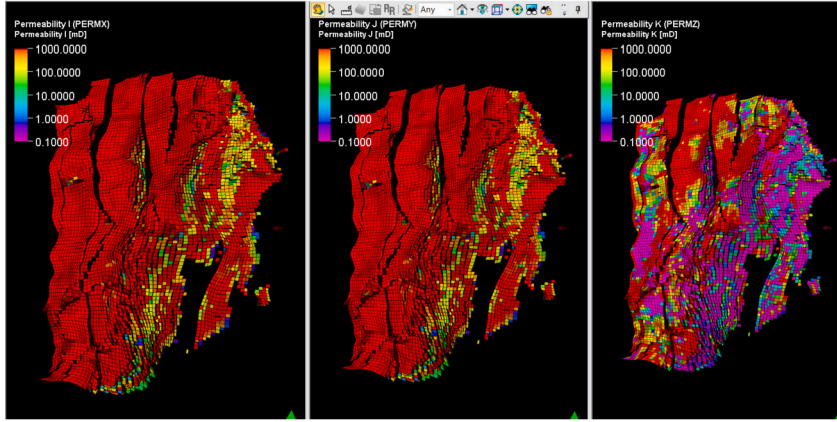 Any
Permeability I (PERMX)
Permeability I [mD]
1000.0000
100.0000
10.0000
1.0000
0.1000
Permeability J (PERMY)
Permeability J [mD]
1000.0000
100.0000
10.0000
1.0000
0.1000
Permeability K (PERMZ)
Permeability K [mD]
1000.0000
100.0000
10.0000
1.0000
0.1000